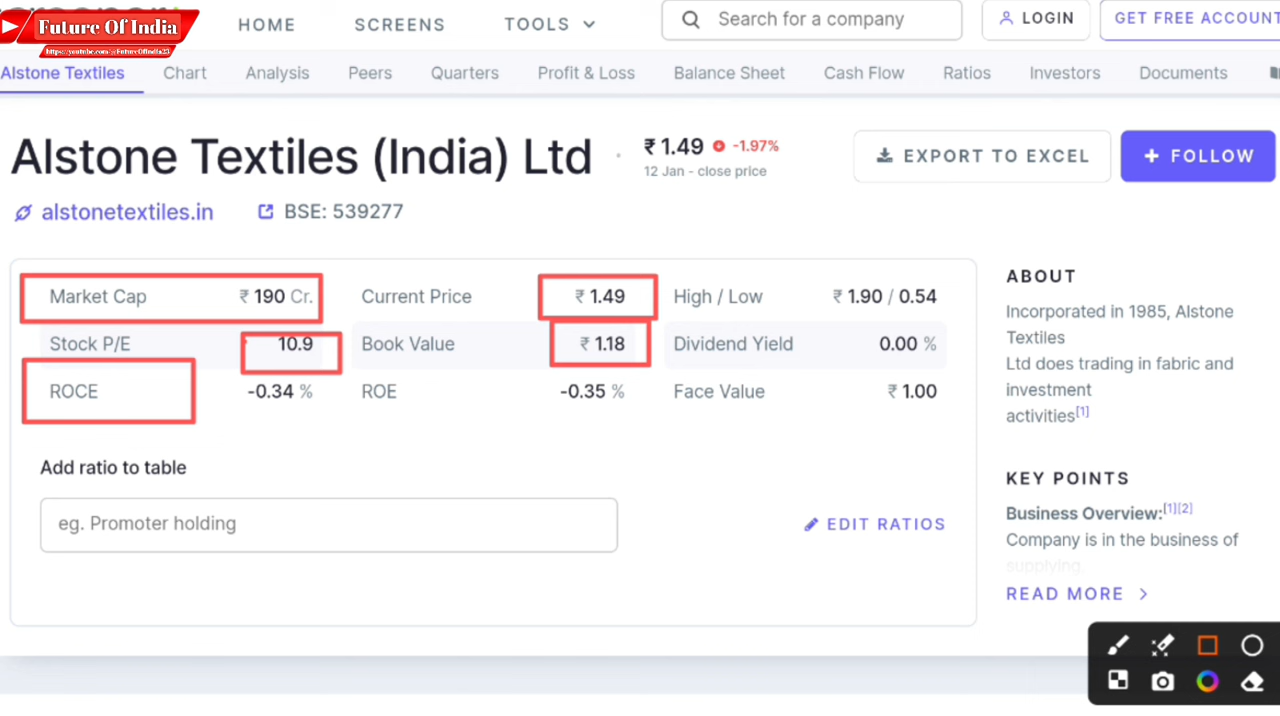 Future Of India
https://youtube.com/@FutureOfIndia23
HOME SCREENS TOOLS
Search for a company
LOGIN
GET FREE ACCOUNT
Alstone Textiles Chart Analysis Peers Quarters Profit & Loss Balance Sheet Cash Flow Ratios Investors Documents
Alstone Textiles (India) Ltd
₹ 1.49 -1.97%
12 Jan - close price
EXPORT TO EXCEL
+ FOLLOW
alstonetextiles.in BSE: 539277
Market Cap ₹ 190 Cr. Current Price ₹ 1.49 High / Low ₹ 1.90 / 0.54
Stock P/E 10.9 Book Value ₹ 1.18 Dividend Yield 0.00 %
ROCE -0.34 % ROE -0.35 % Face Value ₹ 1.00
Add ratio to table
eg. Promoter holding
EDIT RATIOS
ABOUT
Incorporated in 1985, Alstone
Textiles
Ltd does trading in fabric and
investment
activities[1]
KEY POINTS
Business Overview:[1][2]
Company is in the business of
supplying,
READ MORE